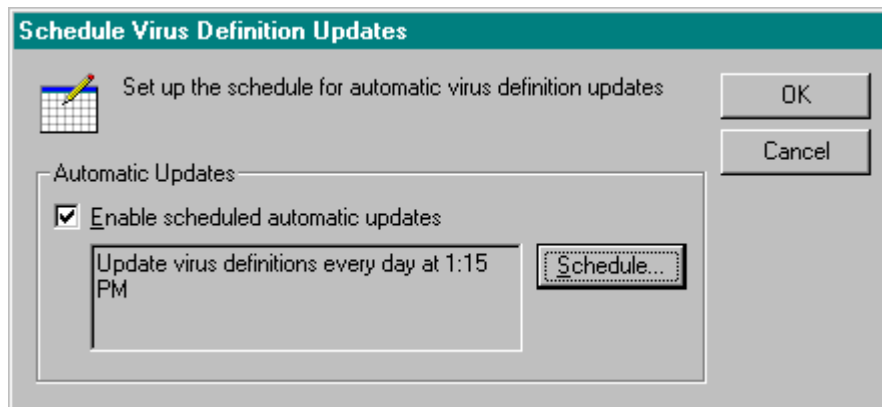 Schedule Virus Definition Updates
Set up the schedule for automatic virus definition updates
OK
Cancel
Automatic Updates
Enable scheduled automatic updates
Update virus definitions every day at 1:15
PM
Schedule...